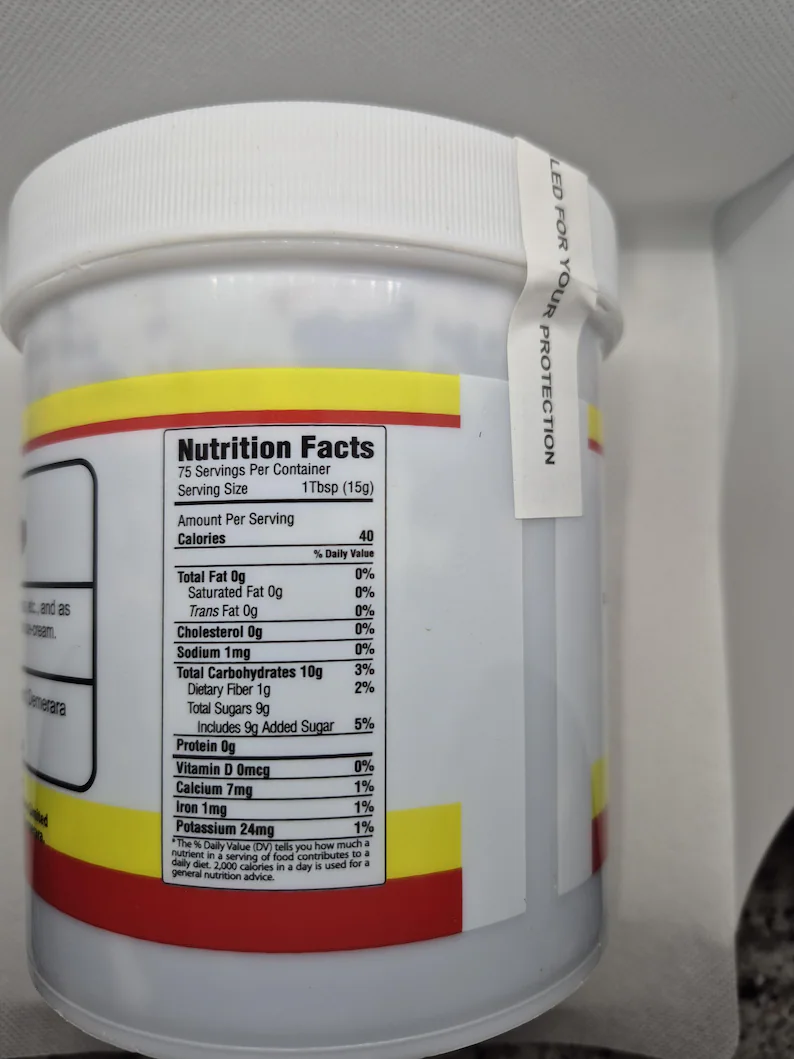 LED FOR YOUR PROTECTION
Nutrition Facts
75 Servings Per Container
Serving Size 1Tbsp (15g)
Amount Per Serving
Calories 40
% Daily Value
Total Fat 0g 0%
Saturated Fat 0g 0%
Trans Fat 0g 0%
Cholesterol 0g 0%
Sodium 1mg 0%
Total Carbohydrates 10g 3%
Dietary Fiber 1g 2%
Total Sugars 9g
Includes 9g Added Sugar 5%
Protein 0g
Vitamin D 0mcg 0%
Calcium 7mg 1%
Iron 1mg 1%
Potassium 24mg 1%
*The % Daily Value (DV) tells you how much a
nutrient in a serving of food contributes to a
daily diet. 2,000 calories in a day is used for a
general nutrition advice.
etc., and as
-cream.
Demerara